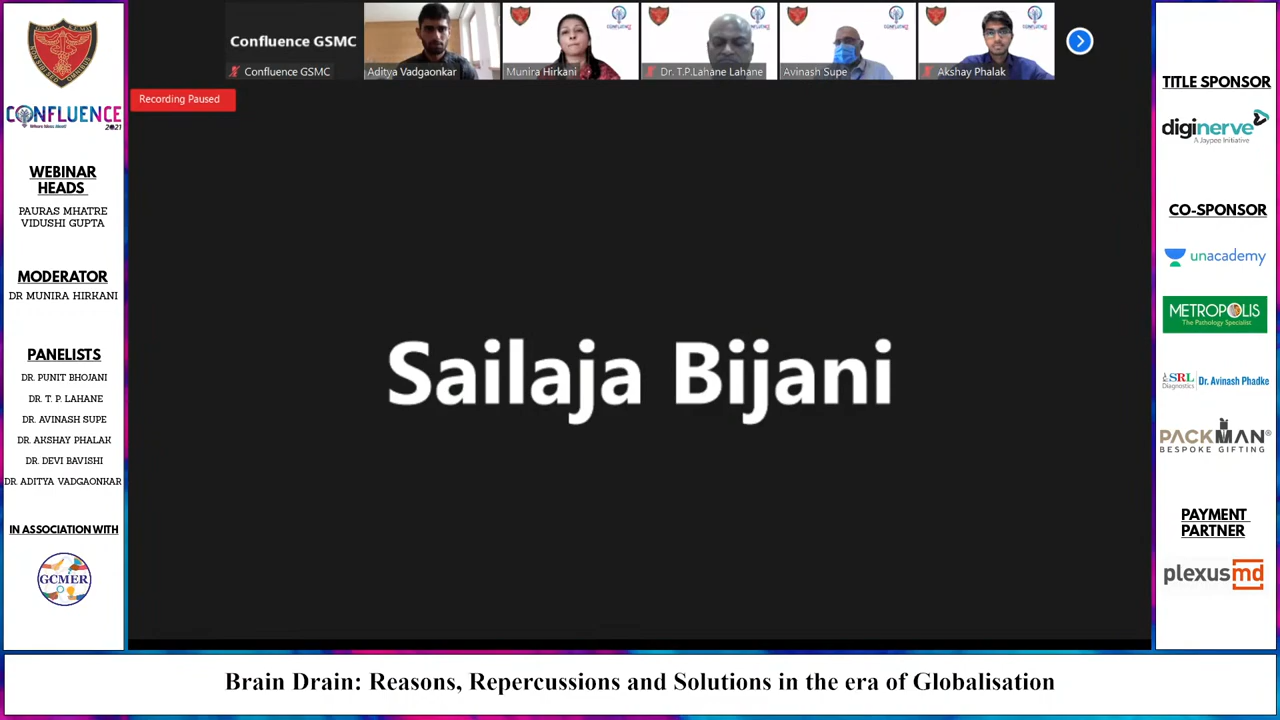 CONFLUENCE
Where Ideas Ideate!
2021
WEBINAR
HEADS
PAURAS MHATRE
VIDUSHI GUPTA
MODERATOR
DR MUNIRA HIRKANI
PANELISTS
DR. PUNIT BHOJANI
DR. T. P. LAHANE
DR. AVINASH SUPE
DR. AKSHAY PHALAK
DR. DEVI BAVISHI
DR. ADITYA VADGAONKAR
IN ASSOCIATION WITH
GCMER
Confluence GSMC
Confluence GSMC
Aditya Vadgaonkar
Munira Hirkani
Dr. T.P.Lahane Lahane
Avinash Supe
Akshay Phalak
Recording Paused
Sailaja Bijani
TITLE SPONSOR
diginerve
A Jaypee Initiative
CO-SPONSOR
unacademy
METROPOLIS
The Pathology Specialist
SRL Dr. Avinash Phadke
Diagnostics
PACKMAN®
BESPOKE GIFTING
PAYMENT
PARTNER
plexusmd
Brain Drain: Reasons, Repercussions and Solutions in the era of Globalisation